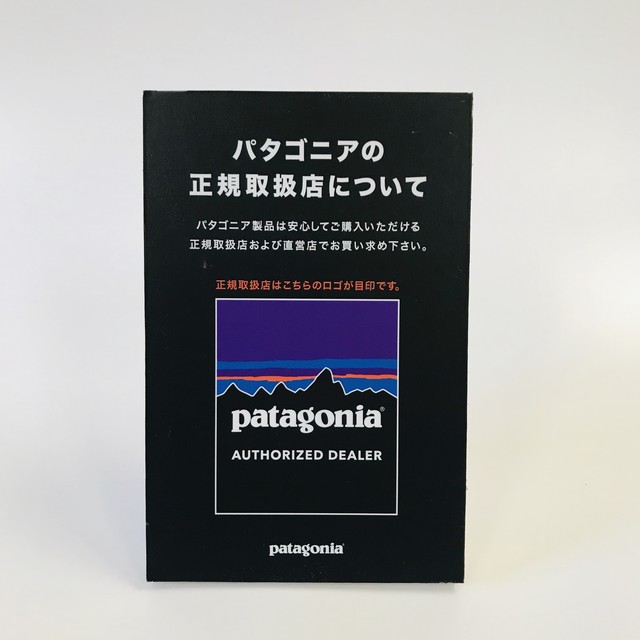 パタゴニアの
正規取扱店について
パタゴニア製品は安心してご購入いただける
正規取扱店および直営店でお買い求め下さい。
正規取扱店はこちらのロゴが目印です。
patagonia®
AUTHORIZED DEALER
patagonia®